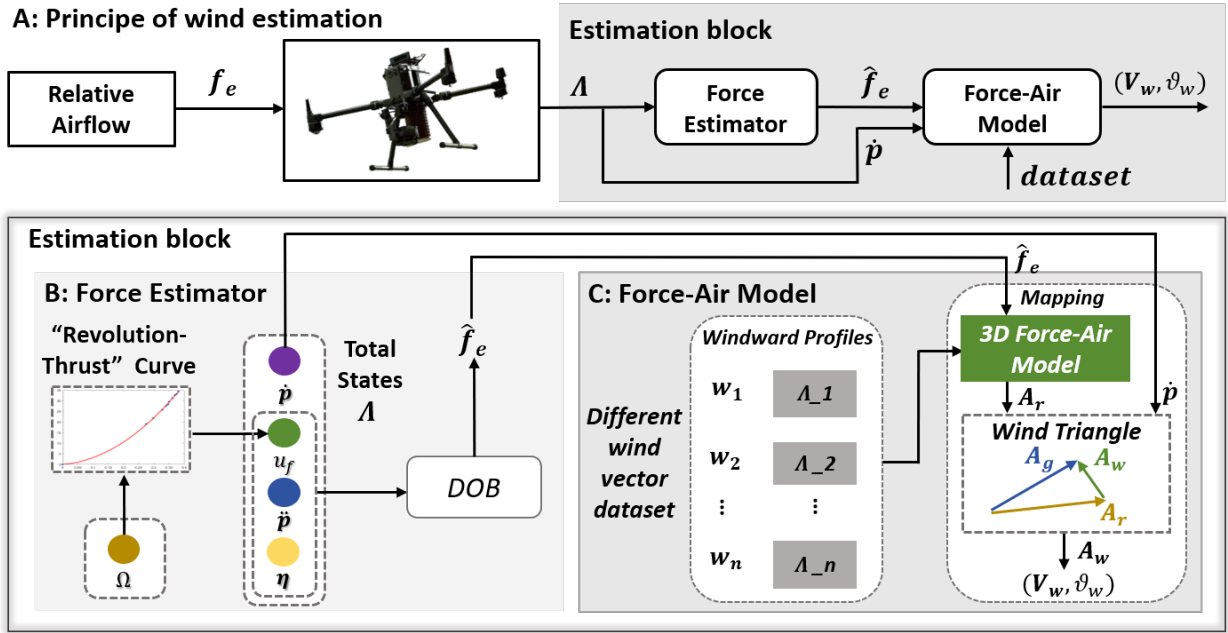 A: Principe of wind estimation
Estimation block
Relative
Airflow
f_e
Λ
Force
Estimator
f̂_e
ṗ
Force-Air
Model
(V_w, ϑ_w)
dataset
Estimation block
B: Force Estimator
“Revolution-
Thrust” Curve
Ω
ṗ
u_f
p̈
η
Total
States
Λ
f̂_e
DOB
C: Force-Air Model
Different
wind
vector
dataset
Windward Profiles
w_1 Λ_1
w_2 Λ_2
⋮ ⋮
w_n Λ_n
f̂_e
Mapping
3D Force-Air
Model
A_r
ṗ
Wind Triangle
A_g A_w
A_r
A_w
(V_w, ϑ_w)